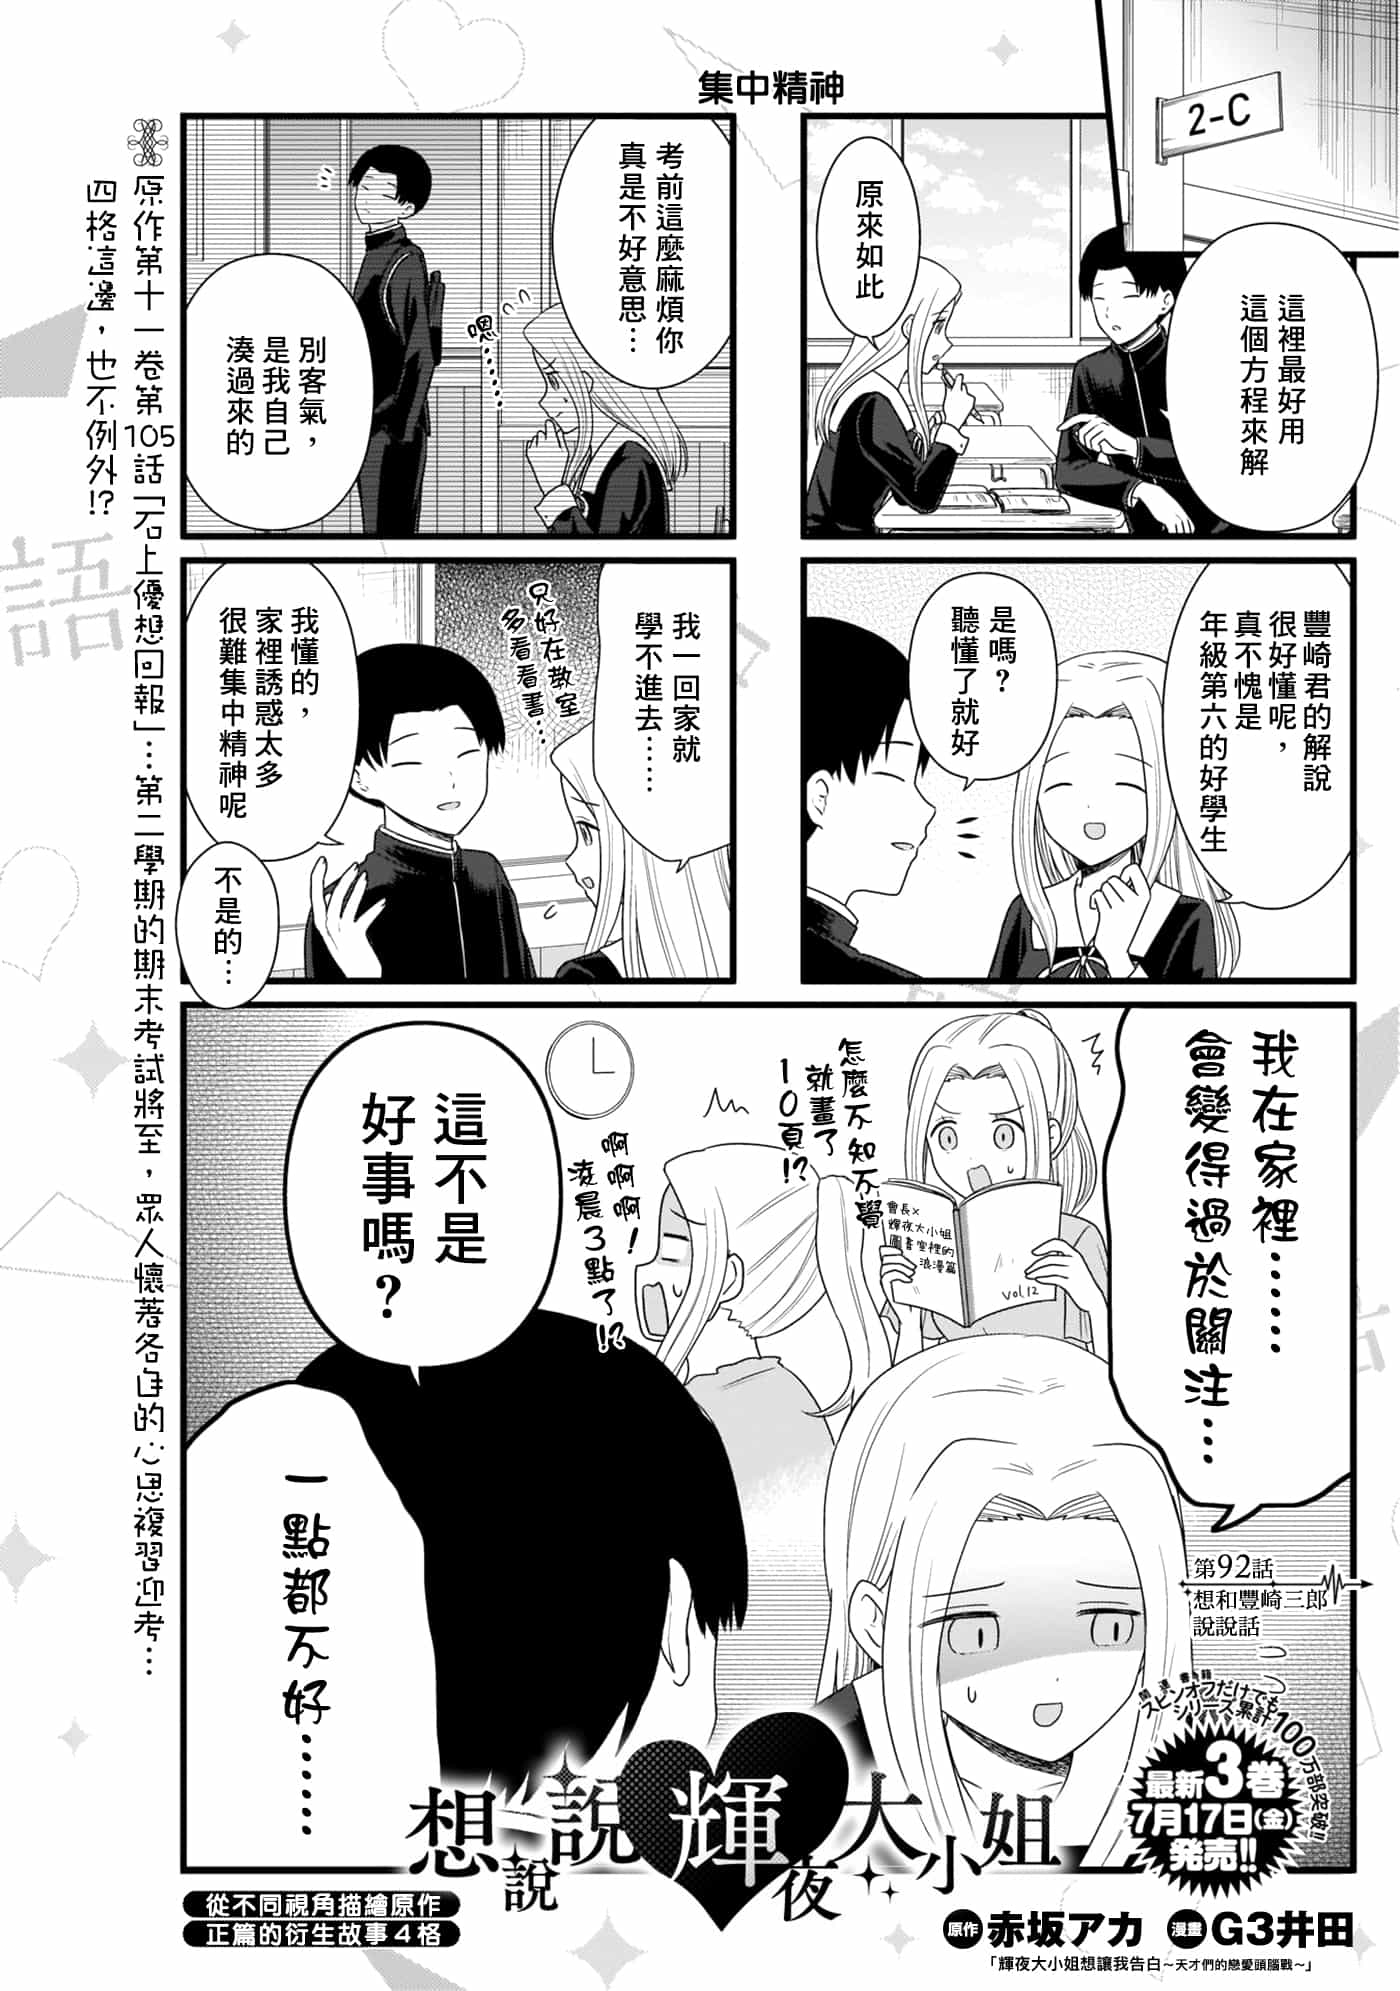 集中精神
2-C
這裡最好用
這個方程來解
原來如此
豐崎君的解說
很好懂呢，
真不愧是
年級第六的好學生
是嗎？
聽懂了就好
考前這麼麻煩你
真是不好意思…
嗯……
別客氣，
是我自己
湊過來的
我一回家就
學不進去……
只好在教室
多看看書…
我懂的，
家裡誘惑太多
很難集中精神呢
不是的…
我在家裡……
會變得過於關注…
怎麼不知不覺
就畫了
10頁!?
會長×
輝夜大小姐
圖書室裡的
浪漫篇
vol.12
啊啊啊！
凌晨3點了!?
這不是
好事嗎？
一點都不好……
原作第十一卷第105話「石上優想回報」…第二學期的期末考試將至，眾人懷著各自的心思複習迎考…
四格這邊，也不例外!?
語
第92話
想和豐崎三郎
說說話
関連書籍
スピンオフだけでも
シリーズ累計100万部突破!!
最新3巻
7月17日(金)
発売!!
想說說輝夜大小姐
從不同視角描繪原作
正篇的衍生故事4格
原作 赤坂アカ 漫畫 G3井田
「輝夜大小姐想讓我告白～天才們的戀愛頭腦戰～」